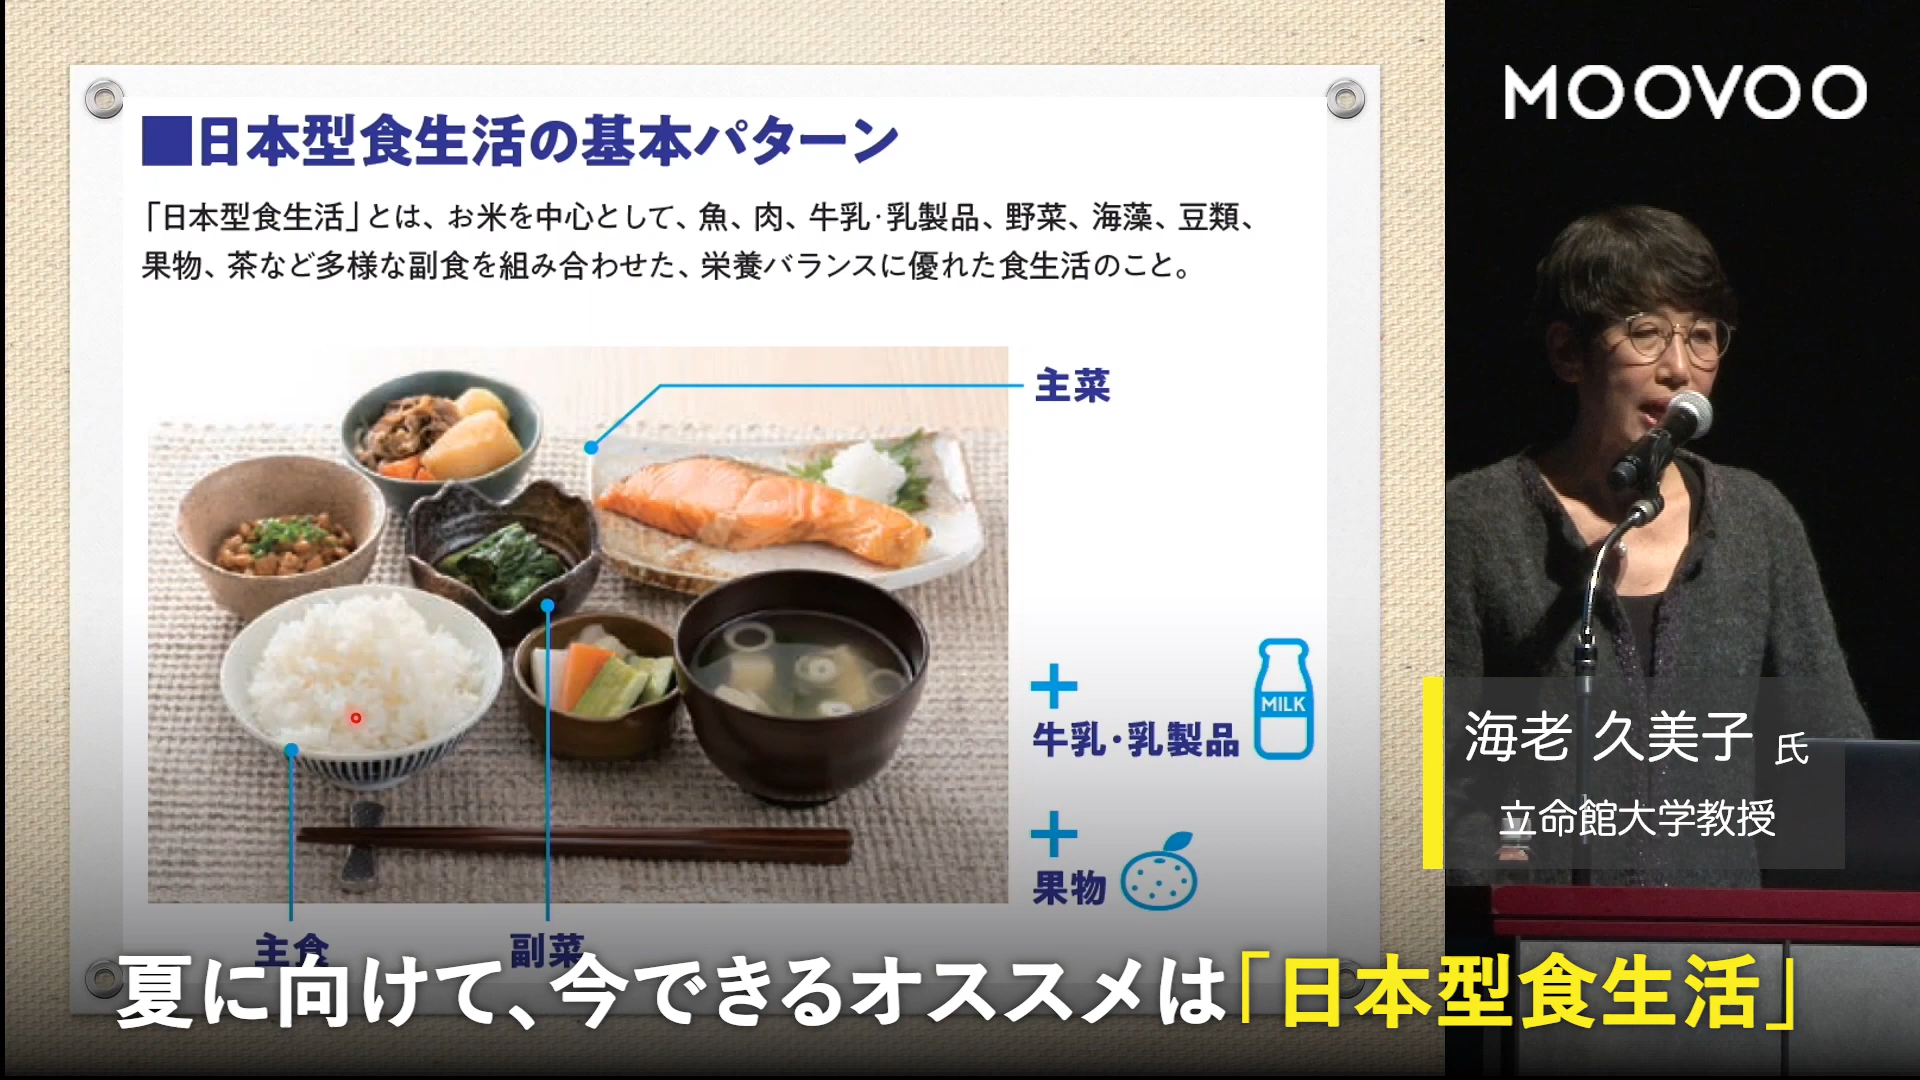 ■日本型食生活の基本パターン
「日本型食生活」とは、お米を中心として、魚、肉、牛乳・乳製品、野菜、海藻、豆類、
果物、茶など多様な副食を組み合わせた、栄養バランスに優れた食生活のこと。
主菜
＋
牛乳・乳製品
MILK
＋
果物
主食
副菜
MOOVOO
海老 久美子 氏
立命館大学教授
夏に向けて、今できるオススメは「日本型食生活」